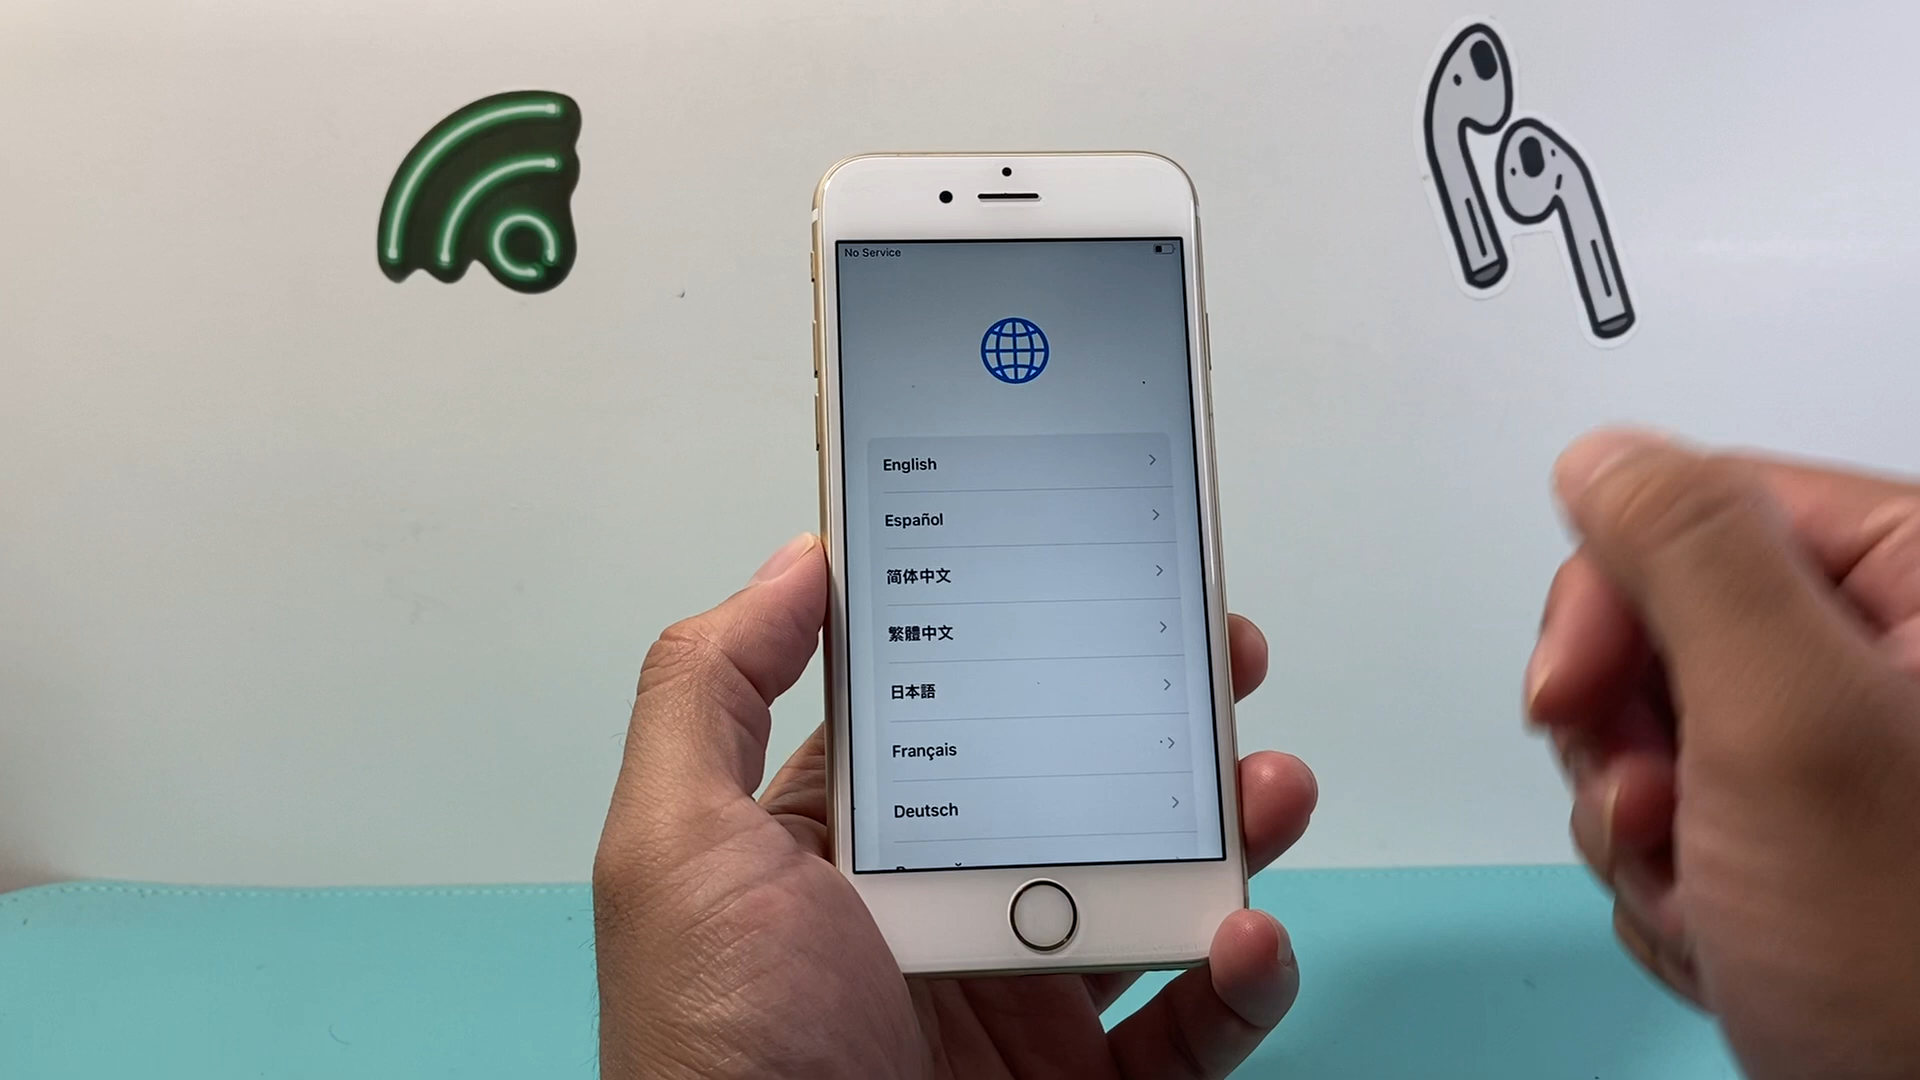 No Service
English
Español
简体中文
繁體中文
日本語
Français
Deutsch